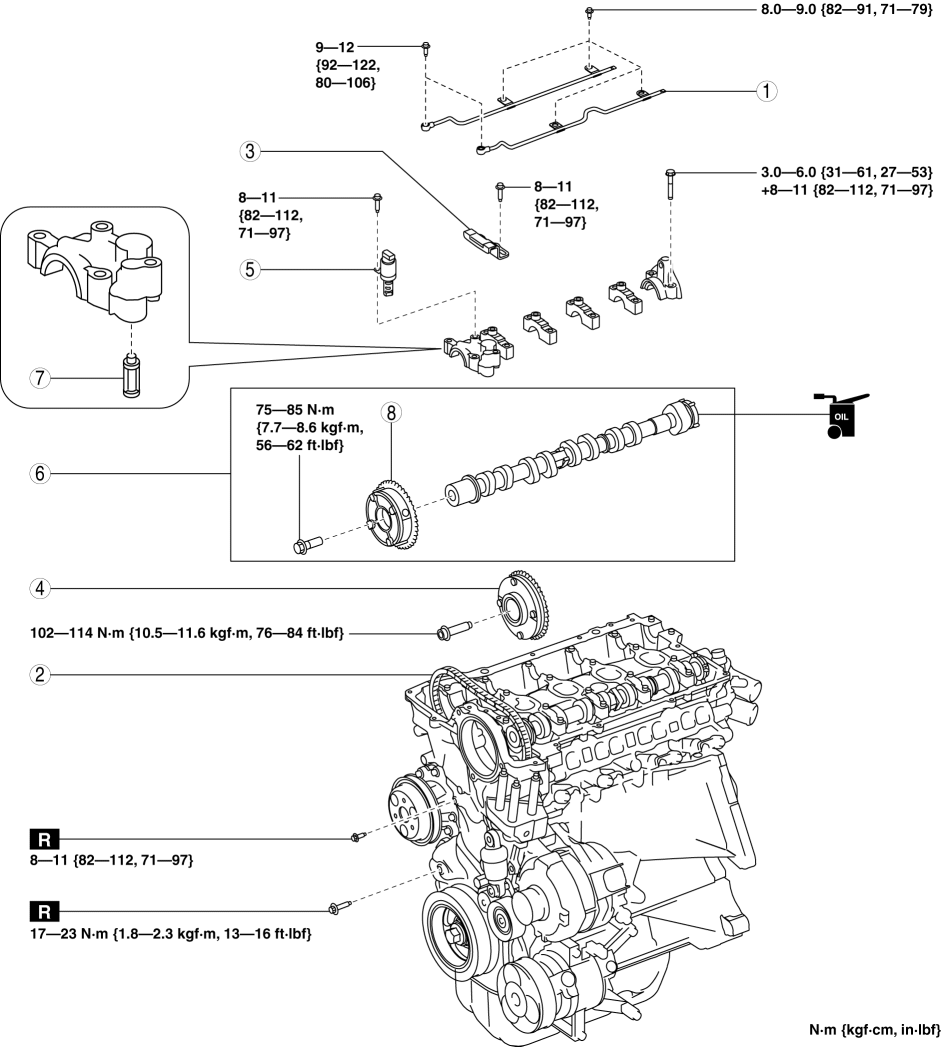 8.0—9.0 {82—91, 71—79}
9—12
{92—122,
80—106}
1
3
3.0—6.0 {31—61, 27—53}
+8—11 {82—112, 71—97}
8—11
{82—112,
71—97}
8—11
{82—112,
71—97}
5
7
75—85 N·m
{7.7—8.6 kgf·m,
56—62 ft·lbf}
8
OIL
6
4
102—114 N·m {10.5—11.6 kgf·m, 76—84 ft·lbf}
2
R
8—11 {82—112, 71—97}
R
17—23 N·m {1.8—2.3 kgf·m, 13—16 ft·lbf}
N·m {kgf·cm, in·lbf}